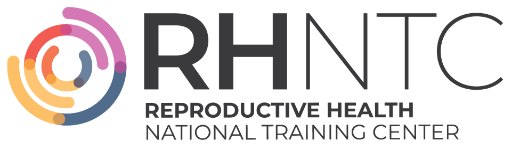 RHNTC
REPRODUCTIVE HEALTH
NATIONAL TRAINING CENTER